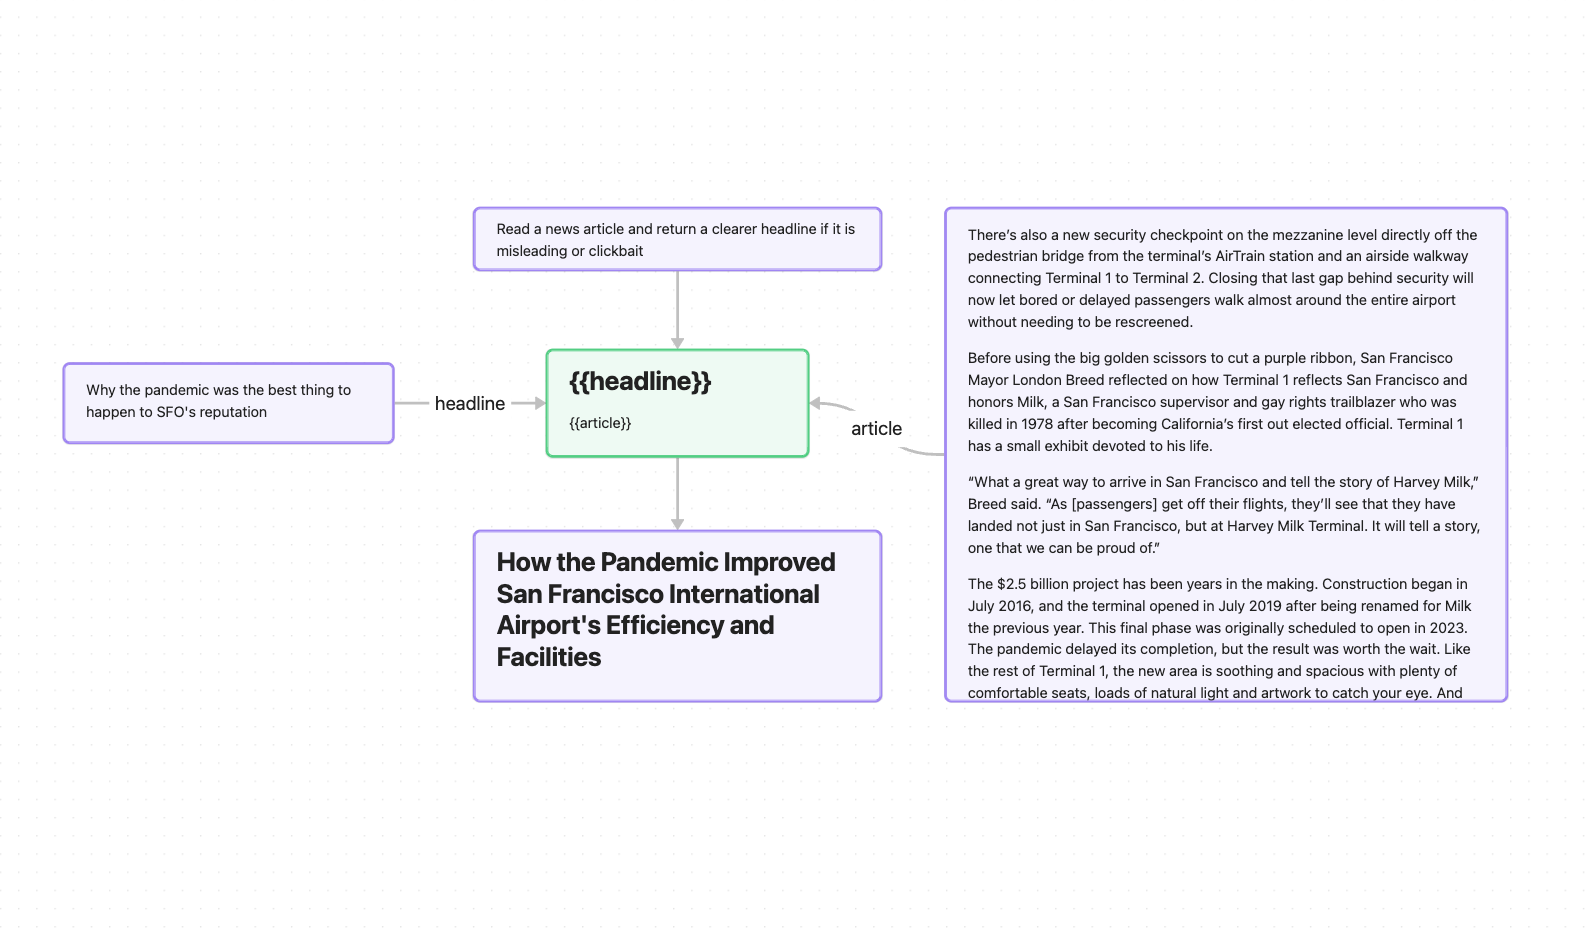 Read a news article and return a clearer headline if it is
misleading or clickbait
Why the pandemic was the best thing to
happen to SFO's reputation
headline
{{headline}}
{{article}}
article
How the Pandemic Improved
San Francisco International
Airport's Efficiency and
Facilities
There’s also a new security checkpoint on the mezzanine level directly off the
pedestrian bridge from the terminal’s AirTrain station and an airside walkway
connecting Terminal 1 to Terminal 2. Closing that last gap behind security will
now let bored or delayed passengers walk almost around the entire airport
without needing to be rescreened.
Before using the big golden scissors to cut a purple ribbon, San Francisco
Mayor London Breed reflected on how Terminal 1 reflects San Francisco and
honors Milk, a San Francisco supervisor and gay rights trailblazer who was
killed in 1978 after becoming California’s first out elected official. Terminal 1
has a small exhibit devoted to his life.
“What a great way to arrive in San Francisco and tell the story of Harvey Milk,”
Breed said. “As [passengers] get off their flights, they’ll see that they have
landed not just in San Francisco, but at Harvey Milk Terminal. It will tell a story,
one that we can be proud of.”
The $2.5 billion project has been years in the making. Construction began in
July 2016, and the terminal opened in July 2019 after being renamed for Milk
the previous year. This final phase was originally scheduled to open in 2023.
The pandemic delayed its completion, but the result was worth the wait. Like
the rest of Terminal 1, the new area is soothing and spacious with plenty of
comfortable seats, loads of natural light and artwork to catch your eye. And